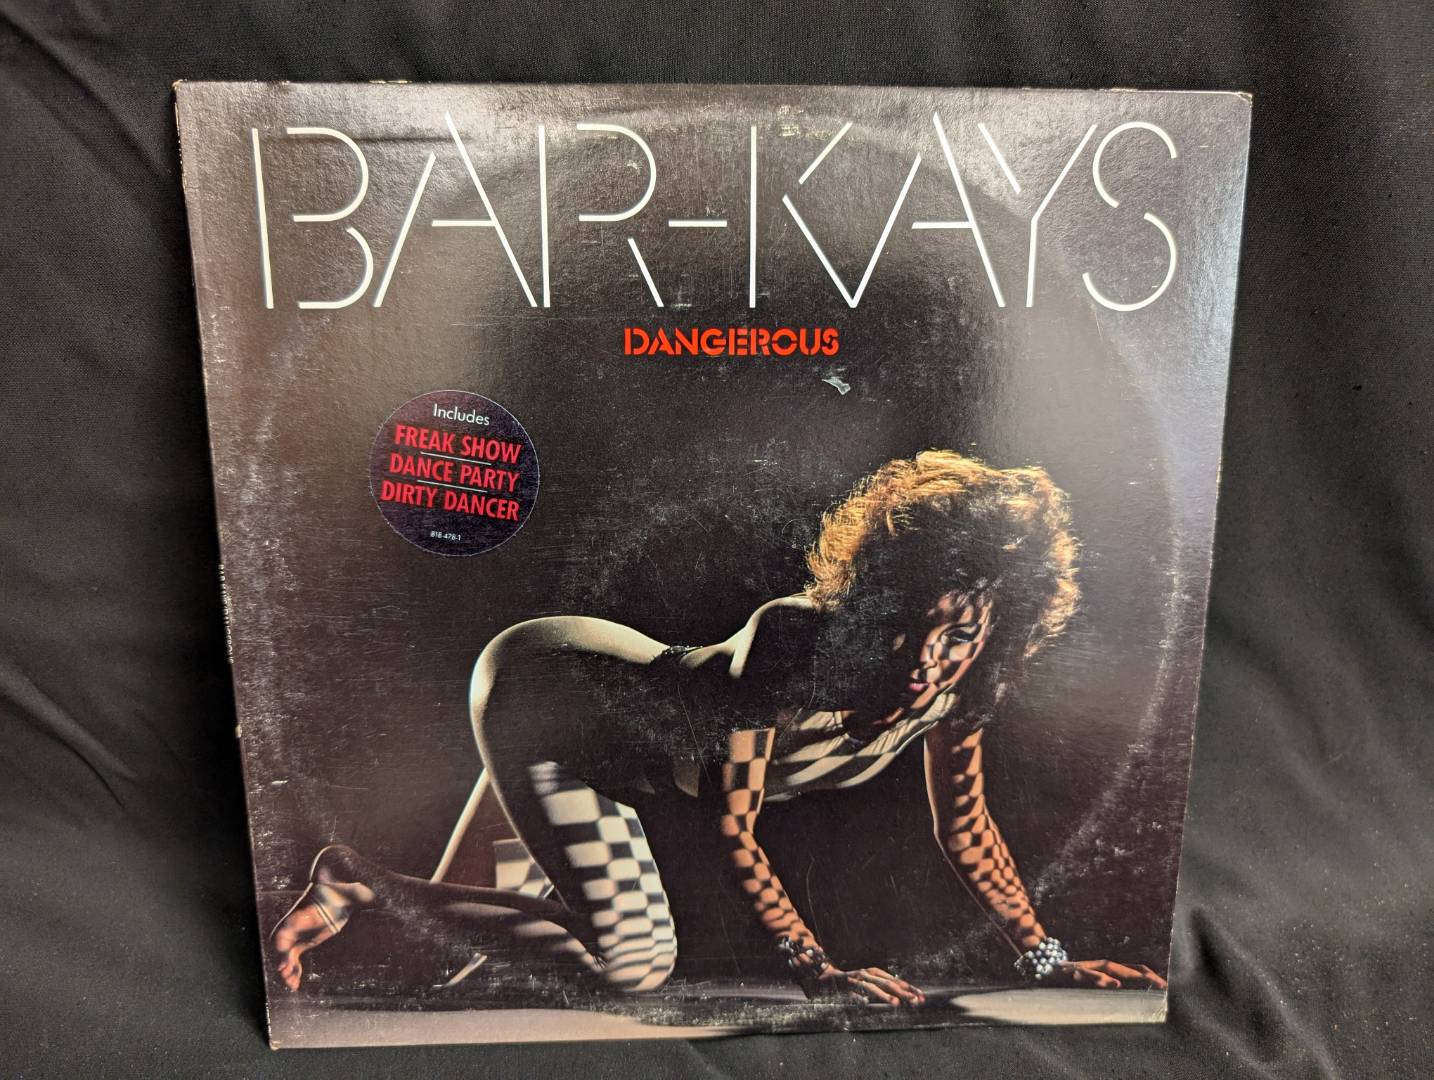 BAR-KAYS
DANGEROUS
Includes
FREAK SHOW
DANCE PARTY
DIRTY DANCER
818 478-1